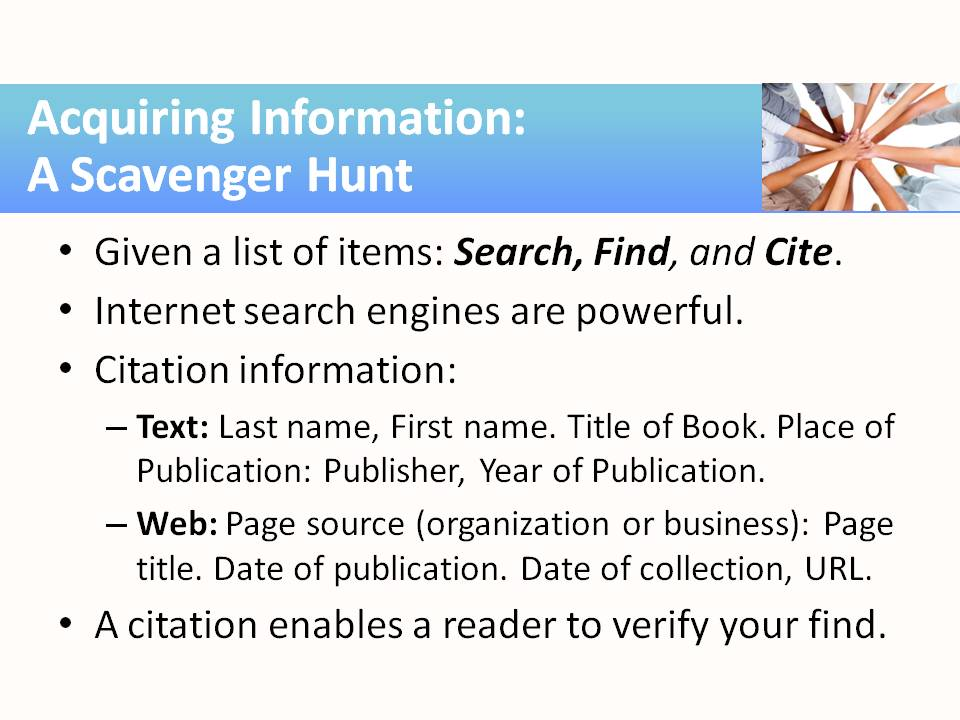 Acquiring Information:
A Scavenger Hunt
• Given a list of items: Search, Find, and Cite.
• Internet search engines are powerful.
• Citation information:
– Text: Last name, First name. Title of Book. Place of
Publication: Publisher, Year of Publication.
– Web: Page source (organization or business): Page
title. Date of publication. Date of collection, URL.
• A citation enables a reader to verify your find.